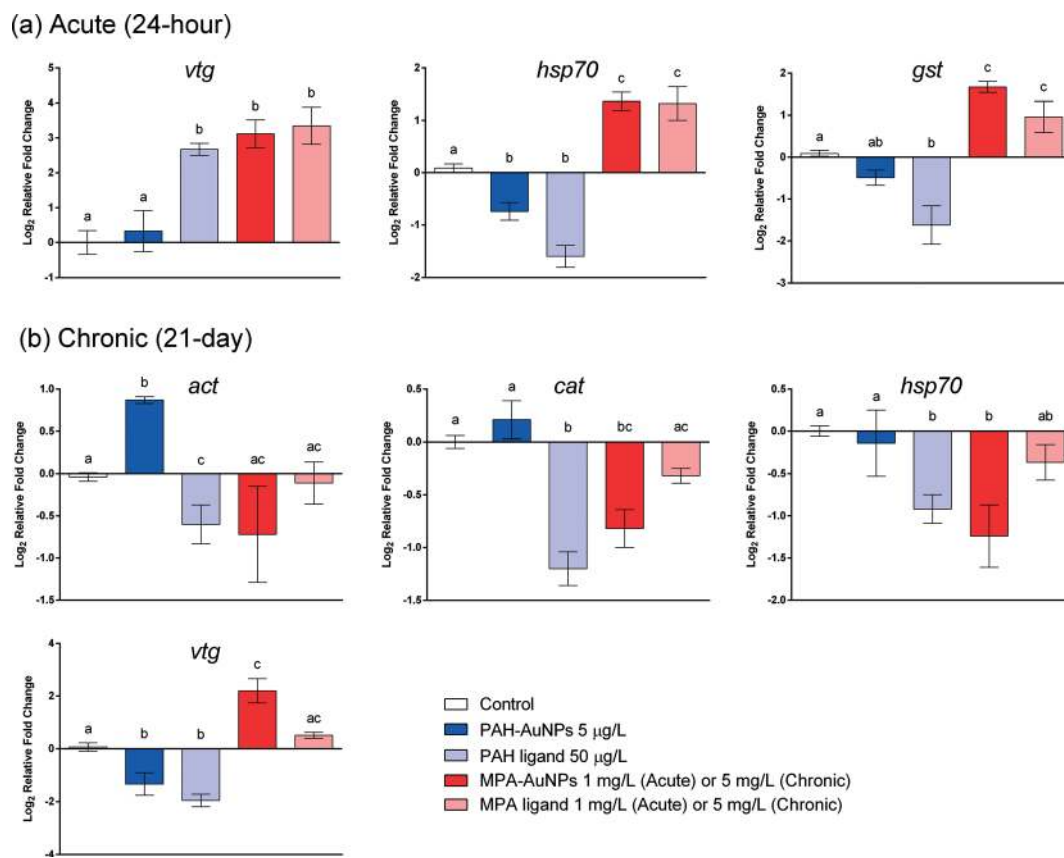 (a) Acute (24-hour)
vtg
Log₂ Relative Fold Change
5
4
3
2
1
0
-1
a
a
b
b
b
hsp70
Log₂ Relative Fold Change
2
1
0
-1
-2
a
b
b
c
c
gst
Log₂ Relative Fold Change
2
1
0
-1
-2
-3
a
ab
b
c
c
(b) Chronic (21-day)
act
Log₂ Relative Fold Change
1.0
0.5
0.0
-0.5
-1.0
-1.5
a
b
c
ac
ac
cat
Log₂ Relative Fold Change
0.5
0.0
-0.5
-1.0
-1.5
a
a
b
bc
ac
hsp70
Log₂ Relative Fold Change
0.5
0.0
-0.5
-1.0
-1.5
-2.0
a
a
b
b
ab
vtg
Log₂ Relative Fold Change
4
2
0
-2
-4
a
b
b
c
ac
Control
PAH-AuNPs 5 μg/L
PAH ligand 50 μg/L
MPA-AuNPs 1 mg/L (Acute) or 5 mg/L (Chronic)
MPA ligand 1 mg/L (Acute) or 5 mg/L (Chronic)